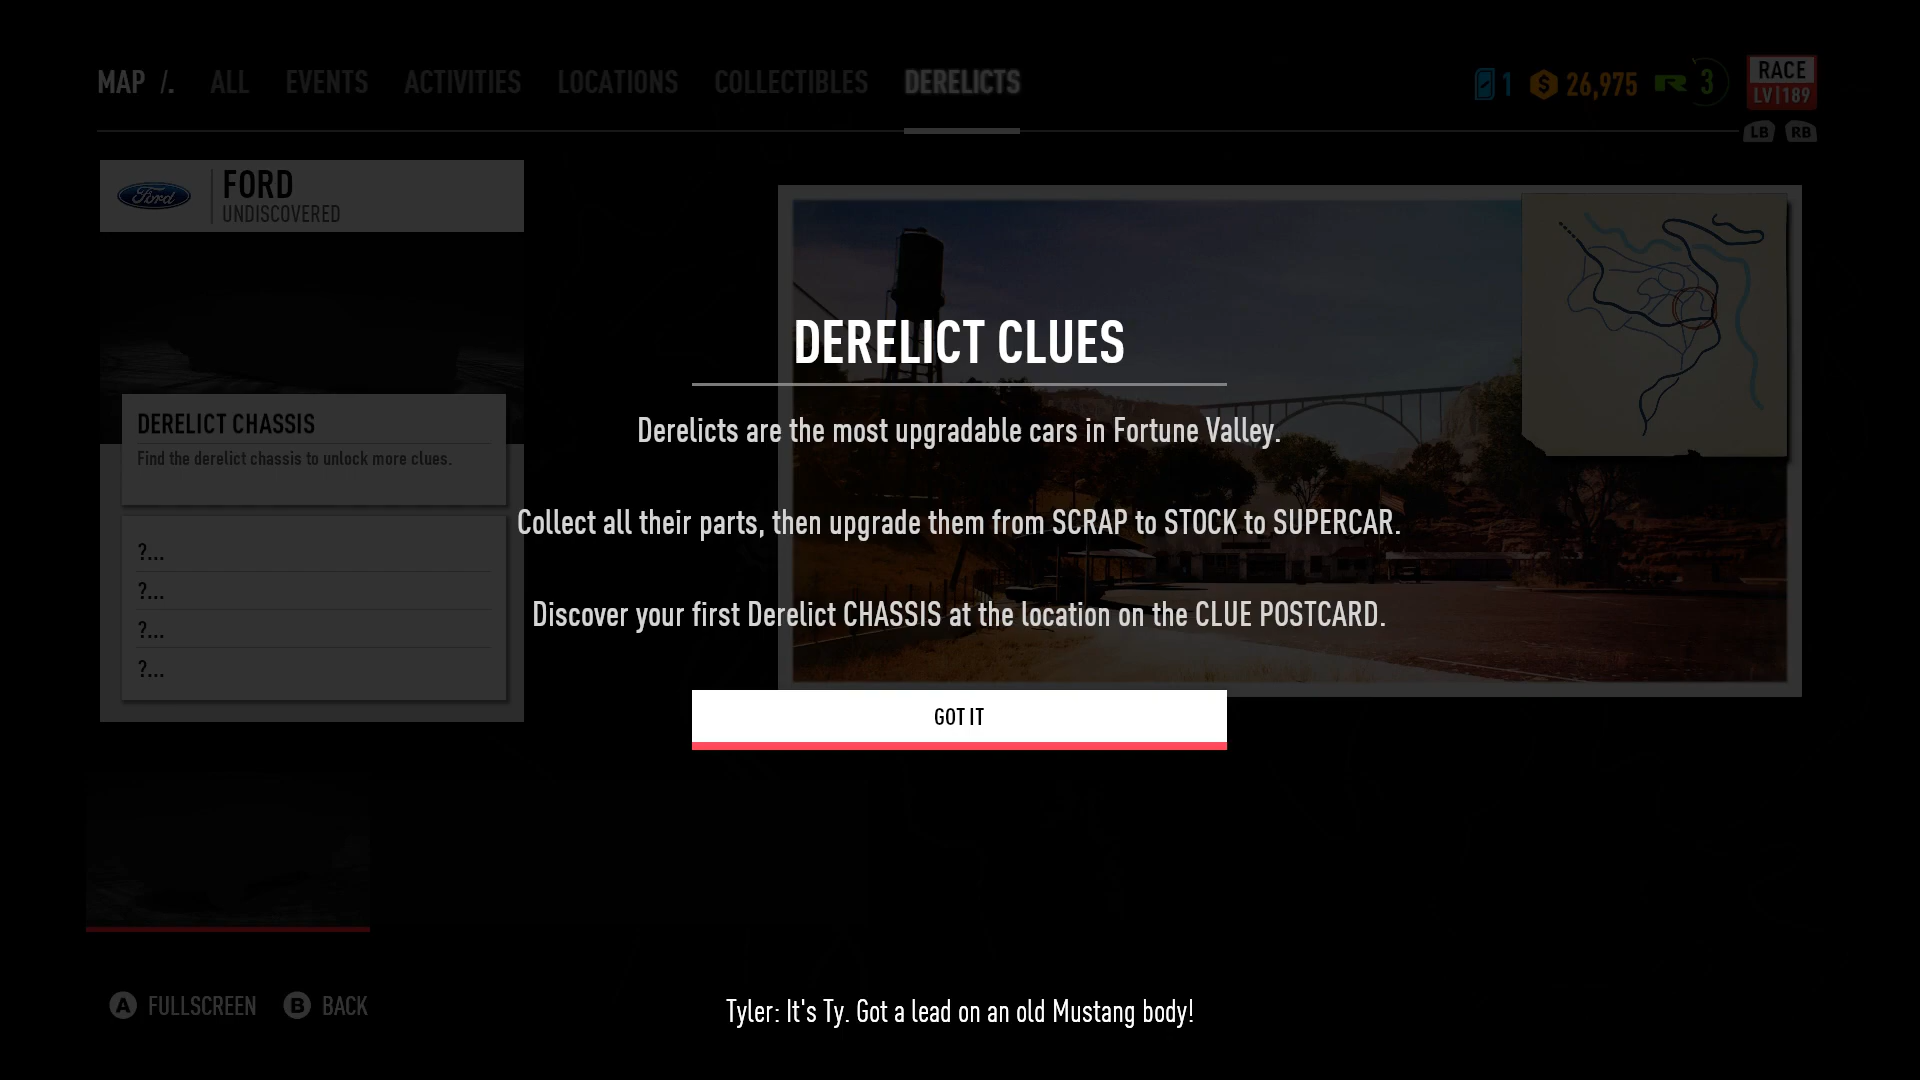 MAP /. ALL EVENTS ACTIVITIES LOCATIONS COLLECTIBLES DERELICTS
1 $ 26,975 R 3 RACE
LV|189
LB RB
Ford FORD
UNDISCOVERED
DERELICT CHASSIS
Find the derelict chassis to unlock more clues.
?...
?...
?...
?...
DERELICT CLUES
Derelicts are the most upgradable cars in Fortune Valley.
Collect all their parts, then upgrade them from SCRAP to STOCK to SUPERCAR.
Discover your first Derelict CHASSIS at the location on the CLUE POSTCARD.
GOT IT
A FULLSCREEN B BACK
Tyler: It's Ty. Got a lead on an old Mustang body!